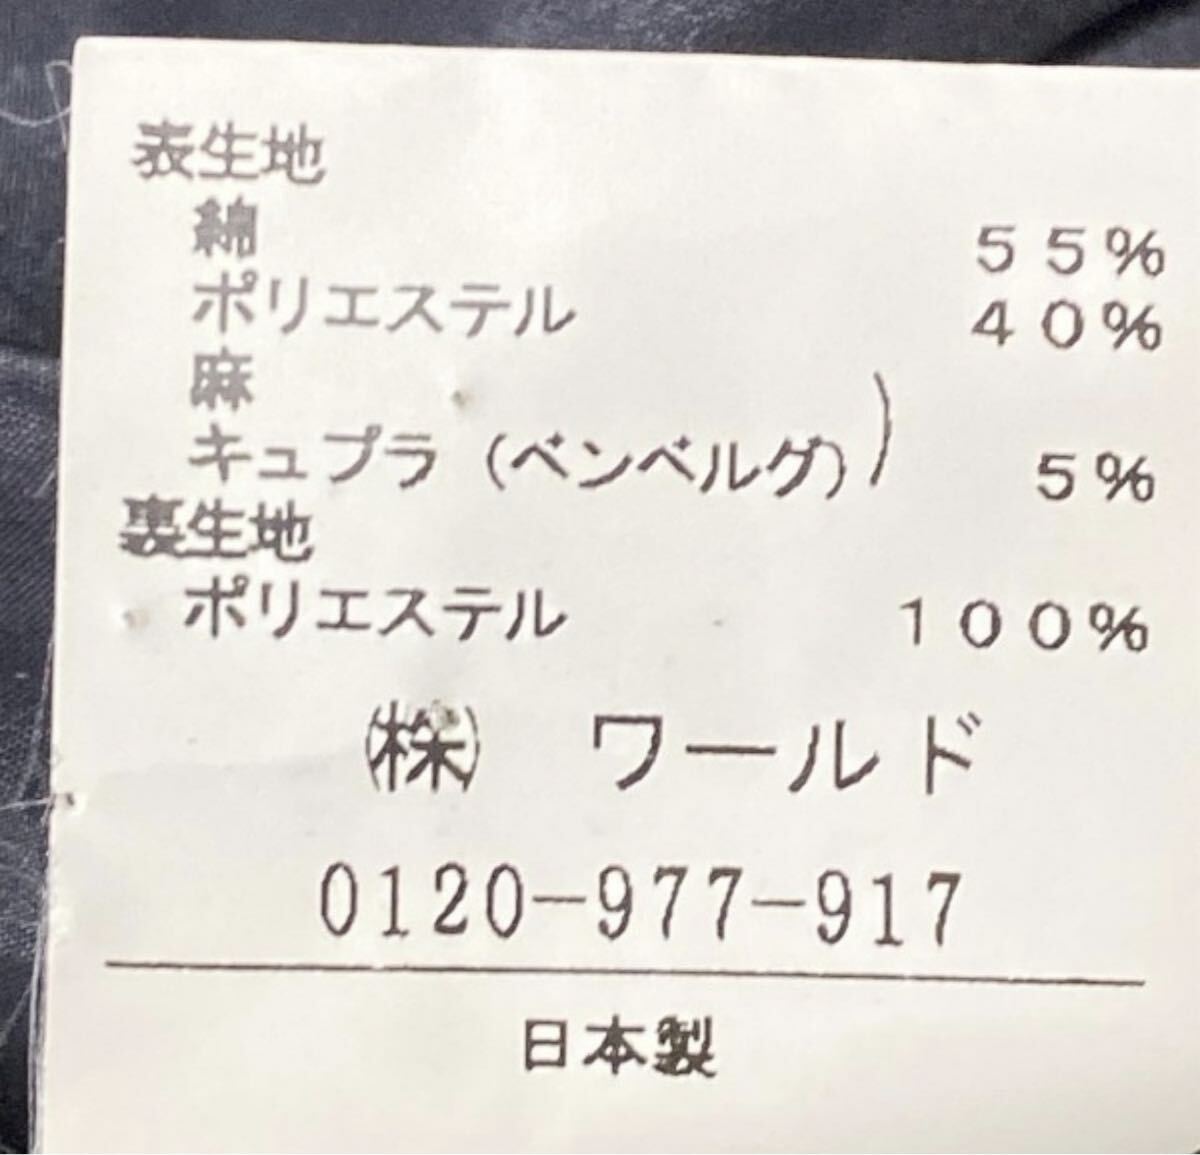 表生地
綿 55%
ポリエステル 40%
麻
キュプラ(ベンベルグ)) 5%
裏生地
ポリエステル 100%
㈱ ワールド
0120-977-917
日本製